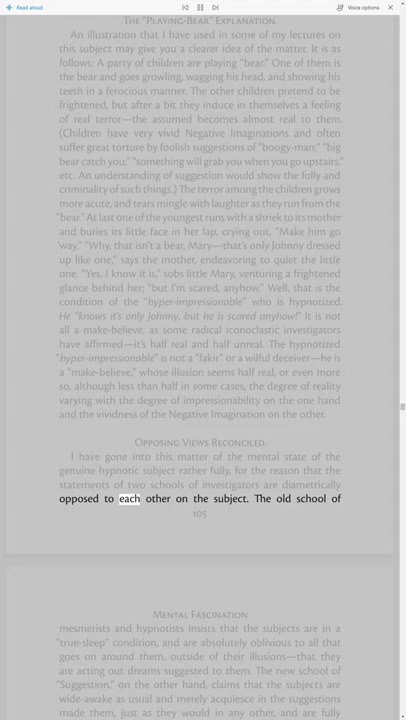 Read aloud
Voice options
The "Playing-Bear" Explanation.
An illustration that I have used in some of my lectures on
this subject may give you a clearer idea of the matter. It is as
follows: A party of children are playing "bear." One of them is
the bear and goes growling, wagging his head, and showing his
teeth in a ferocious manner. The other children pretend to be
frightened, but after a bit they induce in themselves a feeling
of real terror—the assumed becomes almost real to them.
(Children have very vivid Negative Imaginations and often
suffer great torture by foolish suggestions of "boogy-man;" "big
bear catch you;" "something will grab you when you go upstairs,"
etc. An understanding of suggestion would show the folly and
criminality of such things.) The terror among the children grows
more acute, and tears mingle with laughter as they run from the
"bear." At last one of the youngest runs with a shriek to its mother
and buries its little face in her lap, crying out, "Make him go
'way." "Why, that isn't a bear, Mary—that's only Johnny dressed
up like one," says the mother, endeavoring to quiet the little
one. "Yes, I know it is," sobs little Mary, venturing a frightened
glance behind her; "but I'm scared, anyhow." Well, that is the
condition of the "hyper-impressionable" who is hypnotized.
He "knows it's only Johnny, but he is scared anyhow!" It is not
all a make-believe, as some radical iconoclastic investigators
have affirmed—it's half real and half unreal. The hypnotized
"hyper-impressionable" is not a "fakir" or a wilful deceiver—he is
a "make-believe," whose illusion seems half real, or even more
so, although less than half in some cases, the degree of reality
varying with the degree of impressionability on the one hand
and the vividness of the Negative Imagination on the other.
Opposing Views Reconciled.
I have gone into this matter of the mental state of the
genuine hypnotic subject rather fully, for the reason that the
statements of two schools of investigators are diametrically
opposed to each other on the subject. The old school of
105
Mental Fascination
mesmerists and hypnotists insists that the subjects are in a
"true-sleep" condition, and are absolutely oblivious to all that
goes on around them, outside of their illusions—that they
are acting out dreams suggested to them. The new school of
"Suggestion," on the other hand, claims that the subjects are
wide-awake as usual and merely acquiesce in the suggestions
made them, just as they would in any other, and are fully